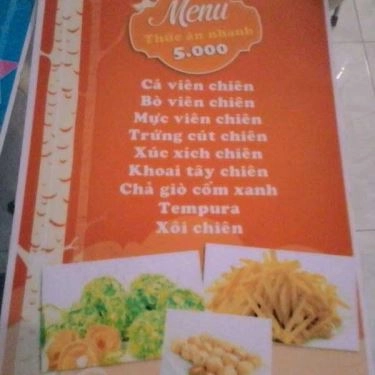 Menu
Thức ăn nhanh
5.000
Cá viên chiên
Bò viên chiên
Mực viên chiên
Trứng cút chiên
Xúc xích chiên
Khoai tây chiên
Chả giò cốm xanh
Tempura
Xôi chiên